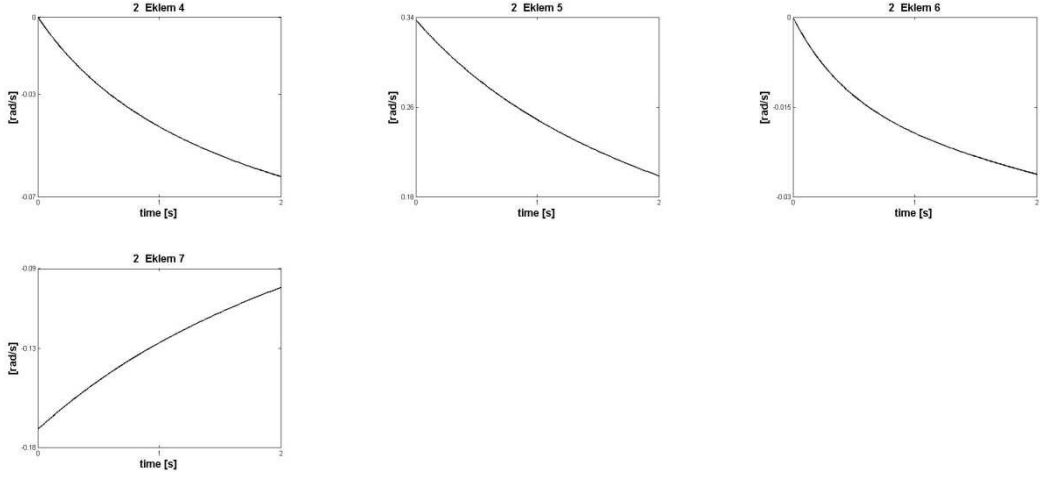 2 Eklem 4
0
-0.03
-0.07
[rad/s]
0 1 2
time [s]
2 Eklem 5
0.34
0.26
0.18
[rad/s]
0 1 2
time [s]
2 Eklem 6
0
-0.015
-0.03
[rad/s]
0 1 2
time [s]
2 Eklem 7
-0.09
-0.13
-0.18
[rad/s]
0 1 2
time [s]